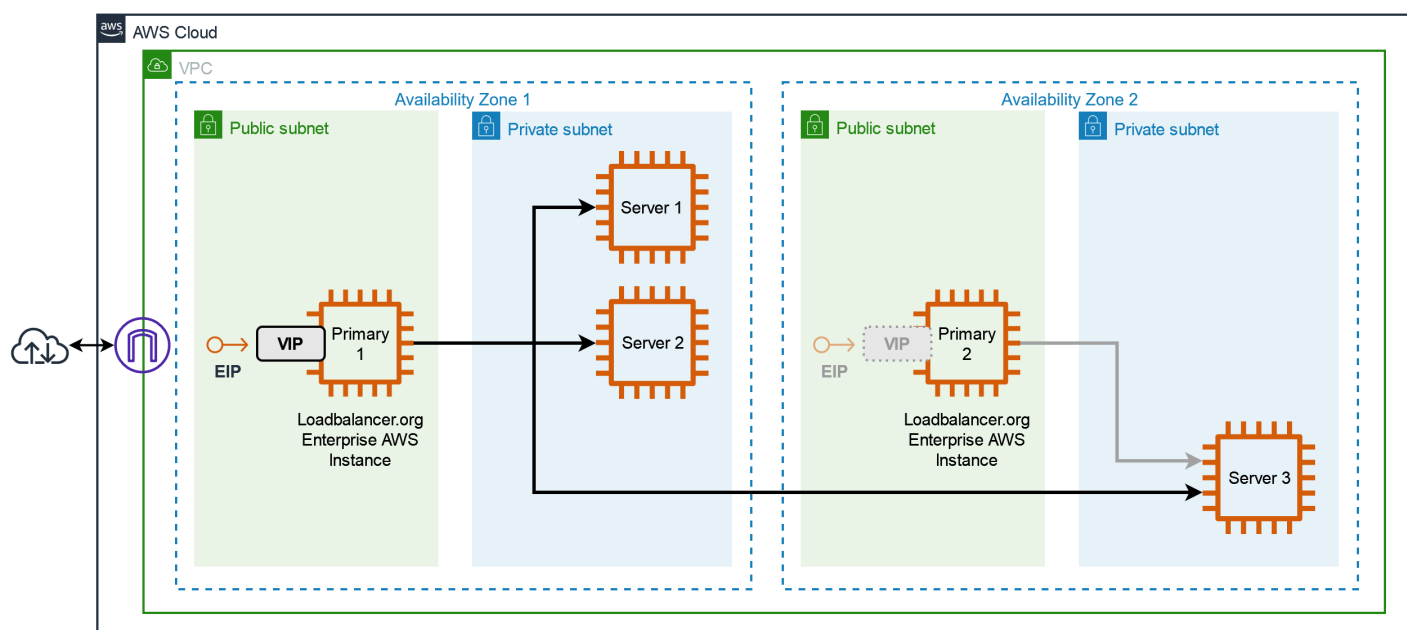 aws
AWS Cloud
VPC
Availability Zone 1
Public subnet
Private subnet
Server 1
Server 2
EIP
VIP
Primary
1
Loadbalancer.org
Enterprise AWS
Instance
Availability Zone 2
Public subnet
Private subnet
EIP
VIP
Primary
2
Loadbalancer.org
Enterprise AWS
Instance
Server 3